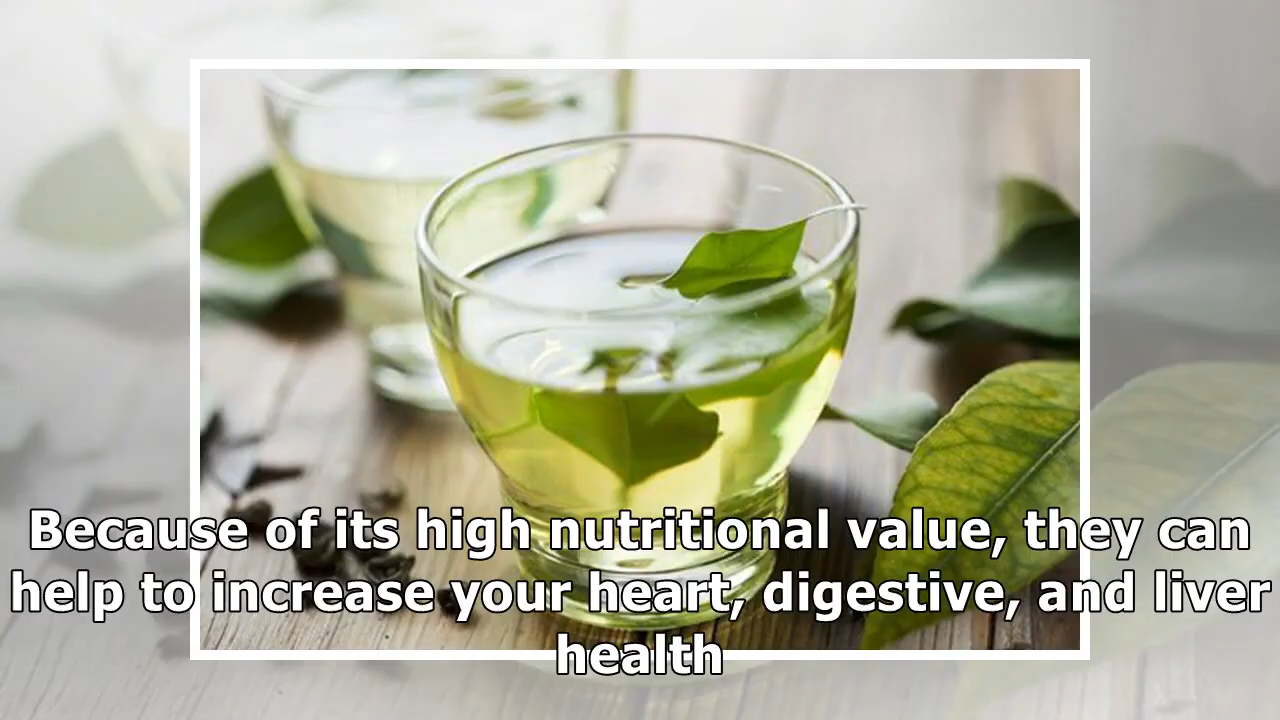 Because of its high nutritional value, they can
help to increase your heart, digestive, and liver
health